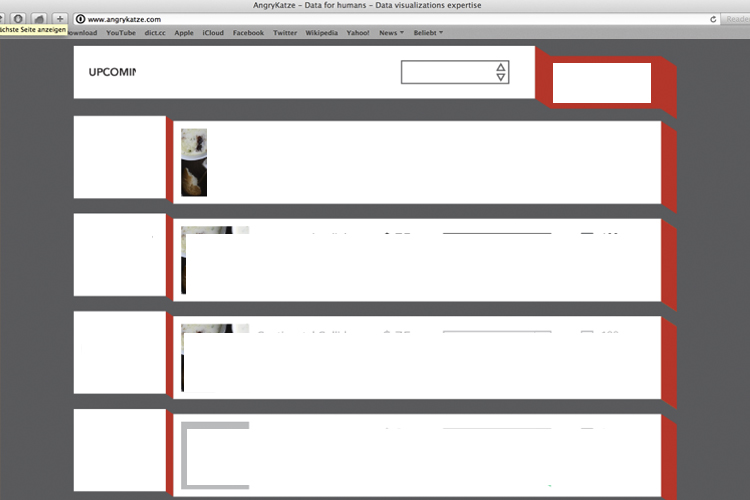 AngryKatze – Data for humans – Data visualizations expertise
www.angrykatze.com
Reade
ächste Seite anzeigen
ownload YouTube dict.cc Apple iCloud Facebook Twitter Wikipedia Yahoo! News Beliebt
UPCOMIN